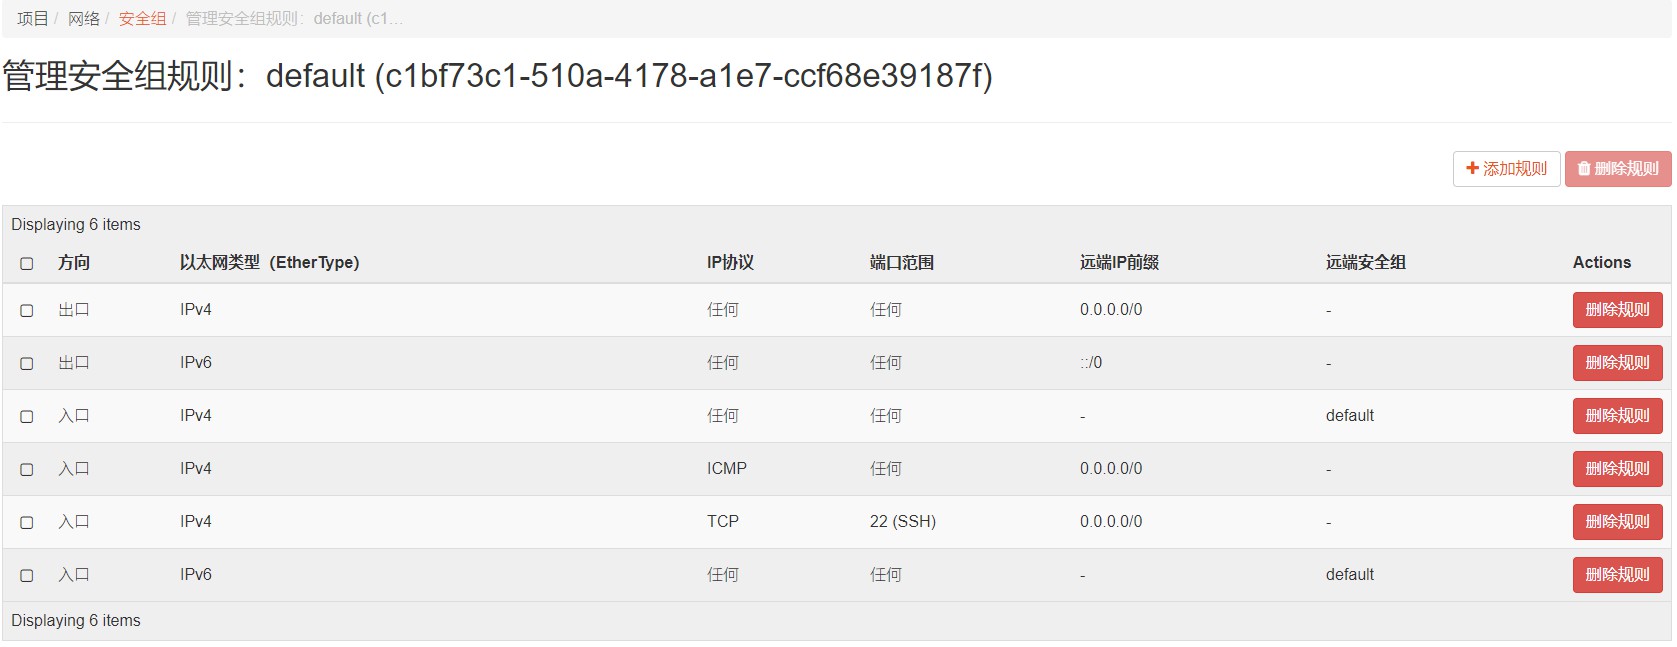 项目 / 网络 / 安全组 / 管理安全组规则：default (c1...
管理安全组规则：default (c1bf73c1-510a-4178-a1e7-ccf68e39187f)
添加规则 删除规则
Displaying 6 items
方向 以太网类型（EtherType） IP协议 端口范围 远端IP前缀 远端安全组 Actions
出口 IPv4 任何 任何 0.0.0.0/0 - 删除规则
出口 IPv6 任何 任何 ::/0 - 删除规则
入口 IPv4 任何 任何 - default 删除规则
入口 IPv4 ICMP 任何 0.0.0.0/0 - 删除规则
入口 IPv4 TCP 22 (SSH) 0.0.0.0/0 - 删除规则
入口 IPv6 任何 任何 - default 删除规则
Displaying 6 items